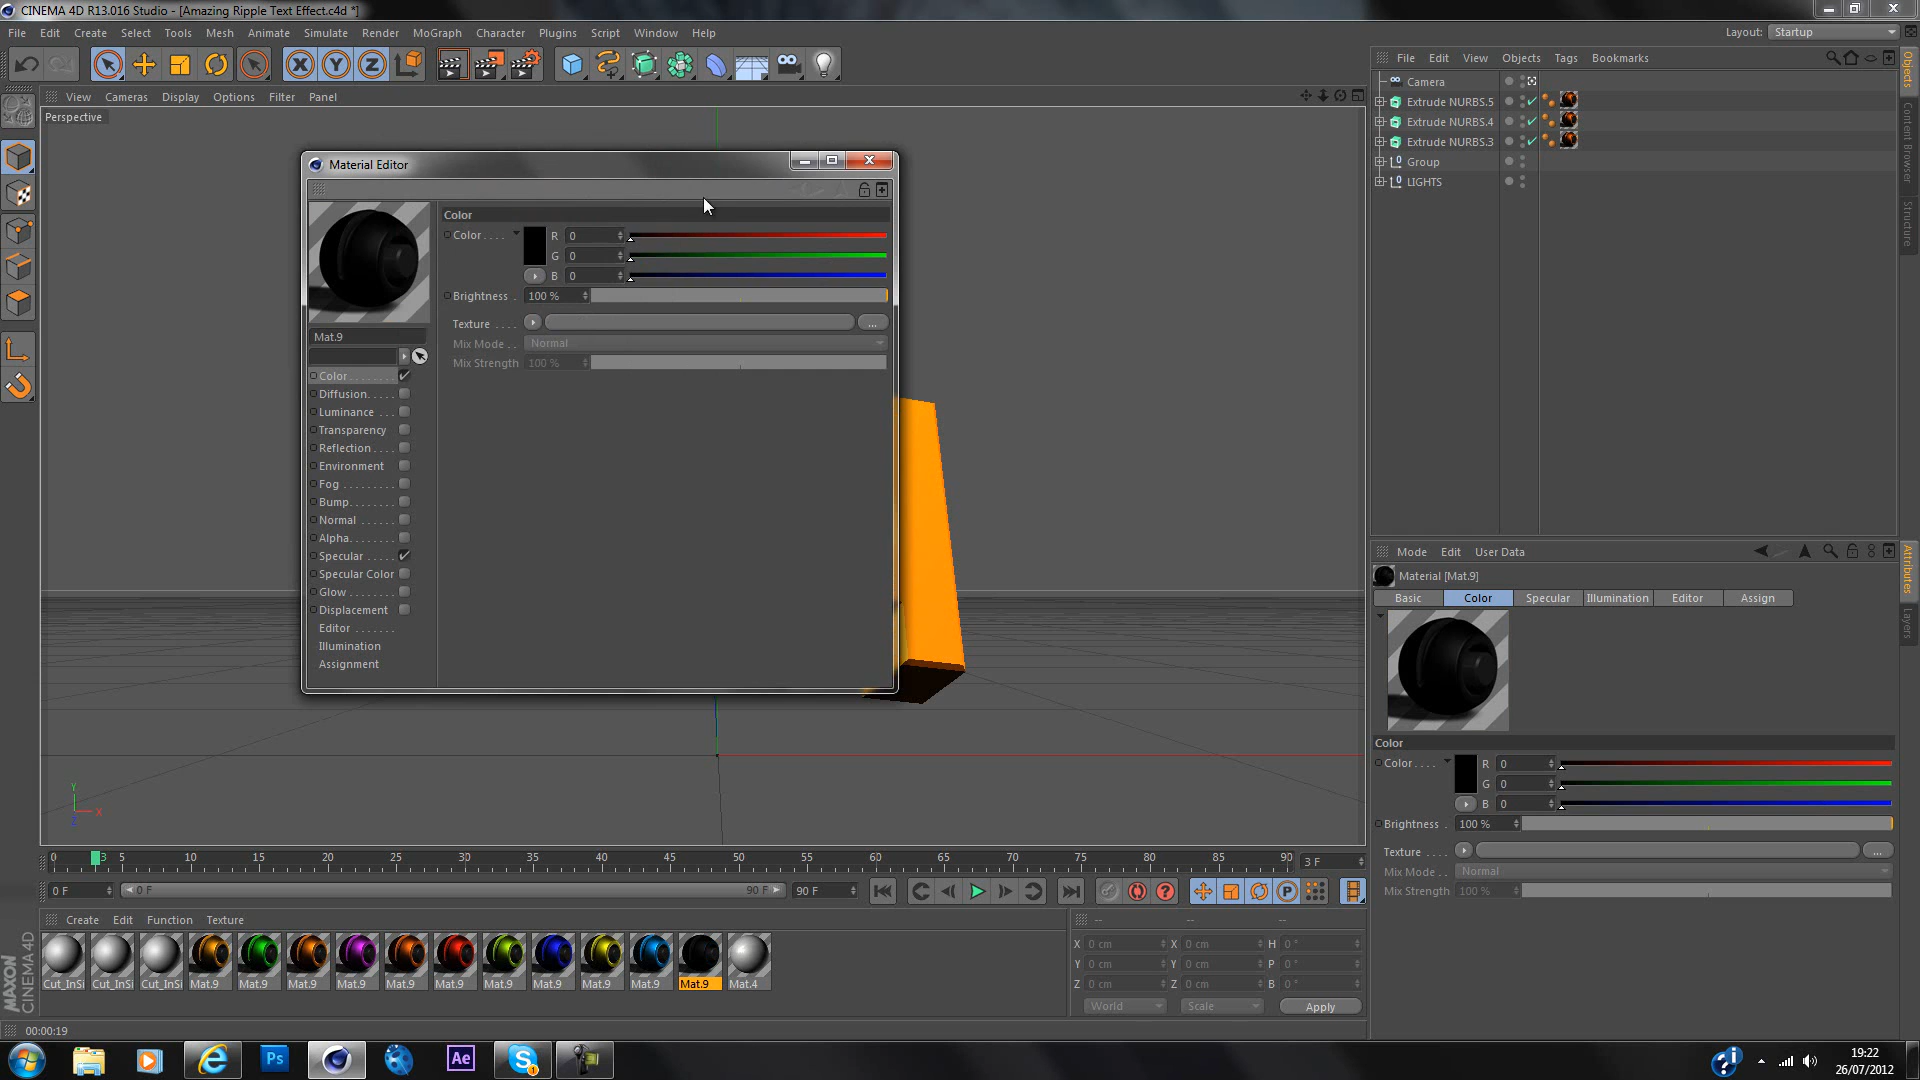 CINEMA 4D R13.016 Studio - [Amazing Ripple Text Effect.c4d *]
File Edit Create Select Tools Mesh Animate Simulate Render MoGraph Character Plugins Script Window Help
Layout: Startup
File Edit View Objects Tags Bookmarks
View Cameras Display Options Filter Panel
Perspective
Camera
Extrude NURBS.5
Extrude NURBS.4
Extrude NURBS.3
Group
LIGHTS
Objects
Content Browser
Structure
Material Editor
Color
Color . . . . R 0
G 0
B 0
Brightness . 100 %
Texture . . . . ...
Mix Mode . . Normal
Mix Strength 100 %
Mat.9
Color . . . . . . . .
Diffusion. . . . .
Luminance . . .
Transparency
Reflection . . . .
Environment
Fog . . . . . . . . .
Bump. . . . . . . .
Normal . . . . . .
Alpha. . . . . . . .
Specular . . . . .
Specular Color
Glow . . . . . . . .
Displacement
Editor . . . . . . .
Illumination
Assignment
Y
X
Z
Mode Edit User Data
Material [Mat.9]
Basic Color Specular Illumination Editor Assign
Attributes
Layers
Color
Color . . . . R 0
G 0
B 0
Brightness . 100 %
Texture . . . . ...
Mix Mode . . Normal
Mix Strength 100 %
0 3 5 10 15 20 25 30 35 40 45 50 55 60 65 70 75 80 85 90 3 F
0 F 0 F 90 F 90 F
Create Edit Function Texture
Cut_InSi Cut_InSi Cut_InSi Mat.9 Mat.9 Mat.9 Mat.9 Mat.9 Mat.9 Mat.9 Mat.9 Mat.9 Mat.9 Mat.9 Mat.4
-- -- --
X 0 cm X 0 cm H 0 °
Y 0 cm Y 0 cm P 0 °
Z 0 cm Z 0 cm B 0 °
World Scale Apply
MAXON
CINEMA 4D
00:00:19
Ps
Ae
19:22
26/07/2012